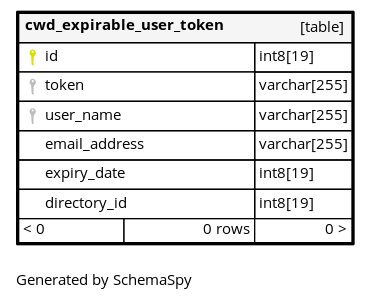 cwd_expirable_user_token [table]
id int8[19]
token varchar[255]
user_name varchar[255]
email_address varchar[255]
expiry_date int8[19]
directory_id int8[19]
< 0 0 rows 0 >
Generated by SchemaSpy